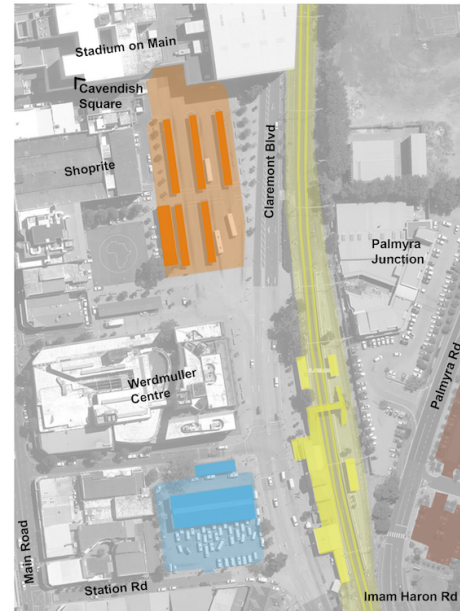 Stadium on Main
Cavendish
Square
Shoprite
Claremont Blvd
Palmyra
Junction
Palmyra Rd
Werdmuller
Centre
Main Road
Station Rd
Imam Haron Rd